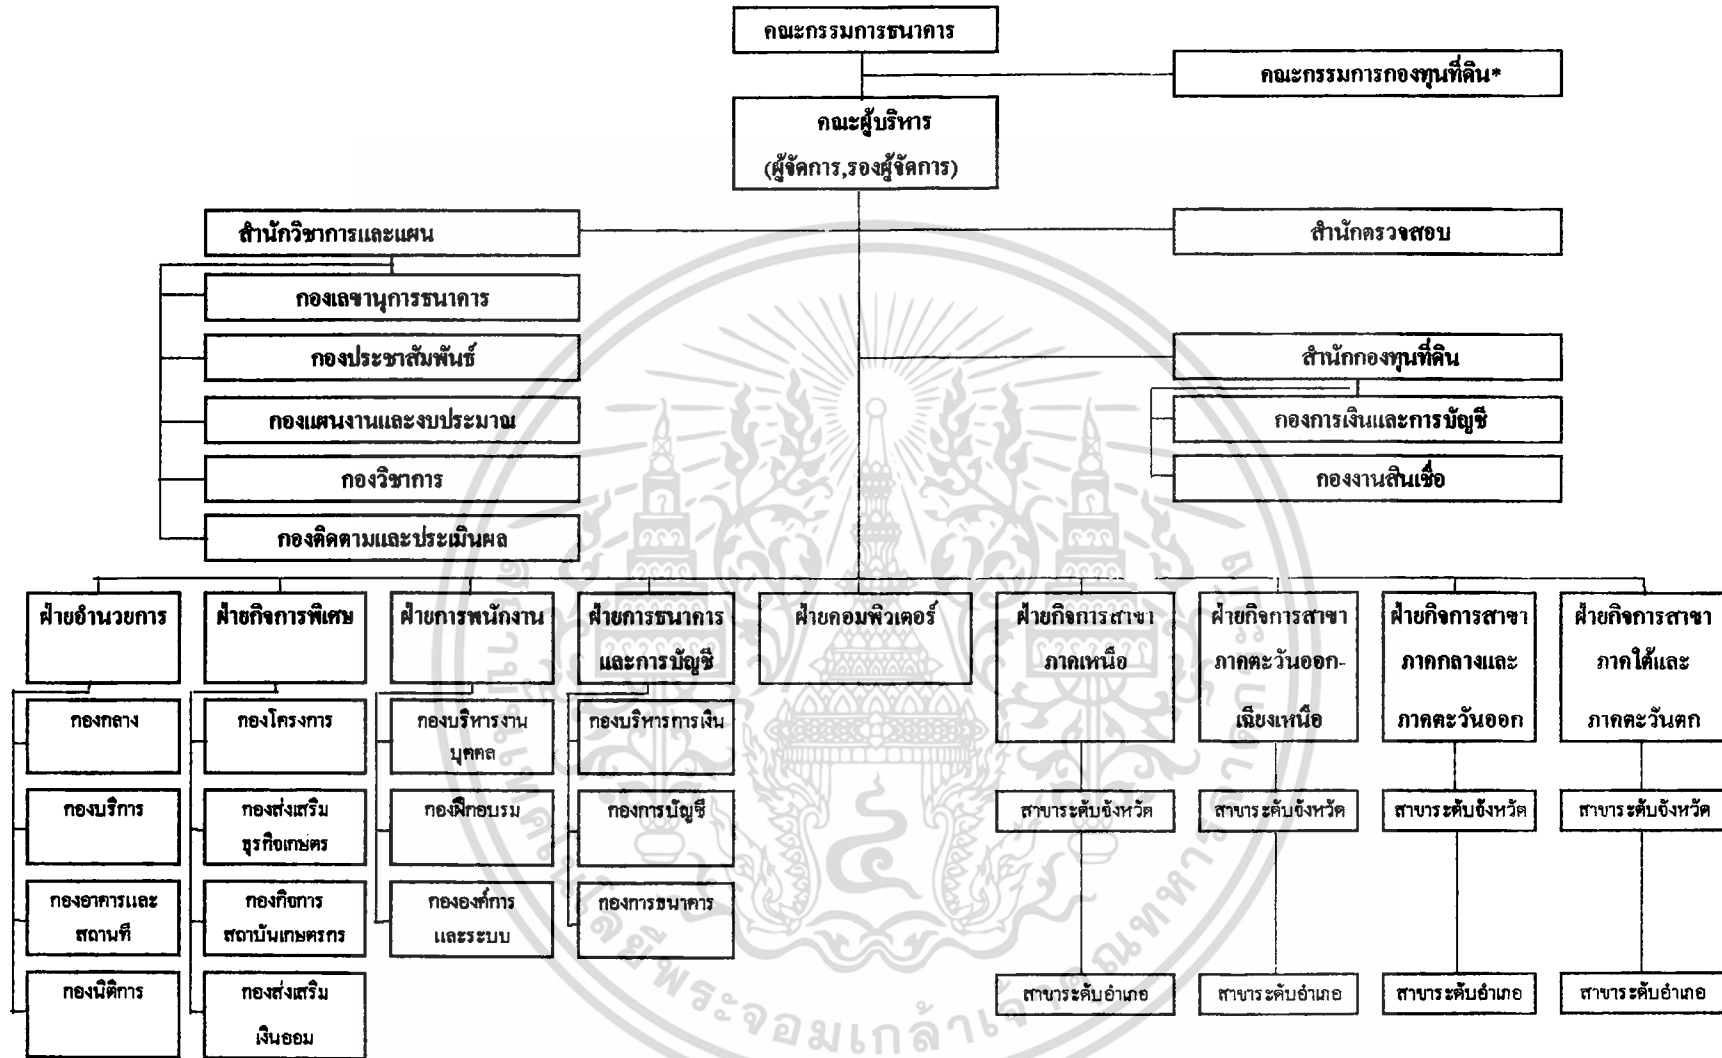 คณะกรรมการธนาคาร
คณะกรรมการกองทุนที่ดิน*
คณะผู้บริหาร
(ผู้จัดการ,รองผู้จัดการ)
สำนักวิชาการและแผน
สำนักตรวจสอบ
กองเลขานุการธนาคาร
กองประชาสัมพันธ์
กองแผนงานและงบประมาณ
กองวิชาการ
กองติดตามและประเมินผล
สำนักกองทุนที่ดิน
กองการเงินและการบัญชี
กองงานสินเชื่อ
ฝ่ายอำนวยการ
กองกลาง
กองบริการ
กองอาคารและ
สถานที่
กองนิติการ
ฝ่ายกิจการพิเศษ
กองโครงการ
กองส่งเสริม
ธุรกิจเกษตร
กองกิจการ
สถาบันเกษตรกร
กองส่งเสริม
เงินออม
ฝ่ายการพนักงาน
กองบริหารงาน
บุคคล
กองฝึกอบรม
กององค์การ
และระบบ
ฝ่ายการธนาคาร
และการบัญชี
กองบริหารการเงิน
กองการบัญชี
กองการธนาคาร
ฝ่ายคอมพิวเตอร์
ฝ่ายกิจการสาขา
ภาคเหนือ
สาขาระดับจังหวัด
สาขาระดับอำเภอ
ฝ่ายกิจการสาขา
ภาคตะวันออก-
เฉียงเหนือ
สาขาระดับจังหวัด
สาขาระดับอำเภอ
ฝ่ายกิจการสาขา
ภาคกลางและ
ภาคตะวันออก
สาขาระดับจังหวัด
สาขาระดับอำเภอ
ฝ่ายกิจการสาขา
ภาคใต้และ
ภาคตะวันตก
สาขาระดับจังหวัด
สาขาระดับอำเภอ